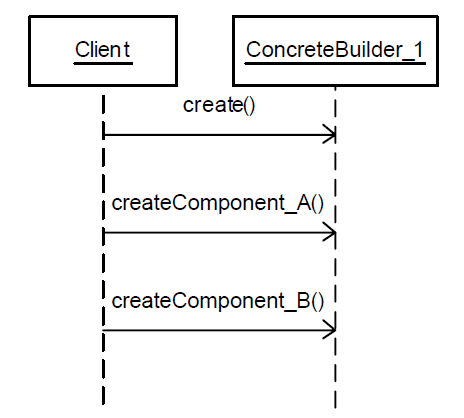 Client
ConcreteBuilder_1
create()
createComponent_A()
createComponent_B()